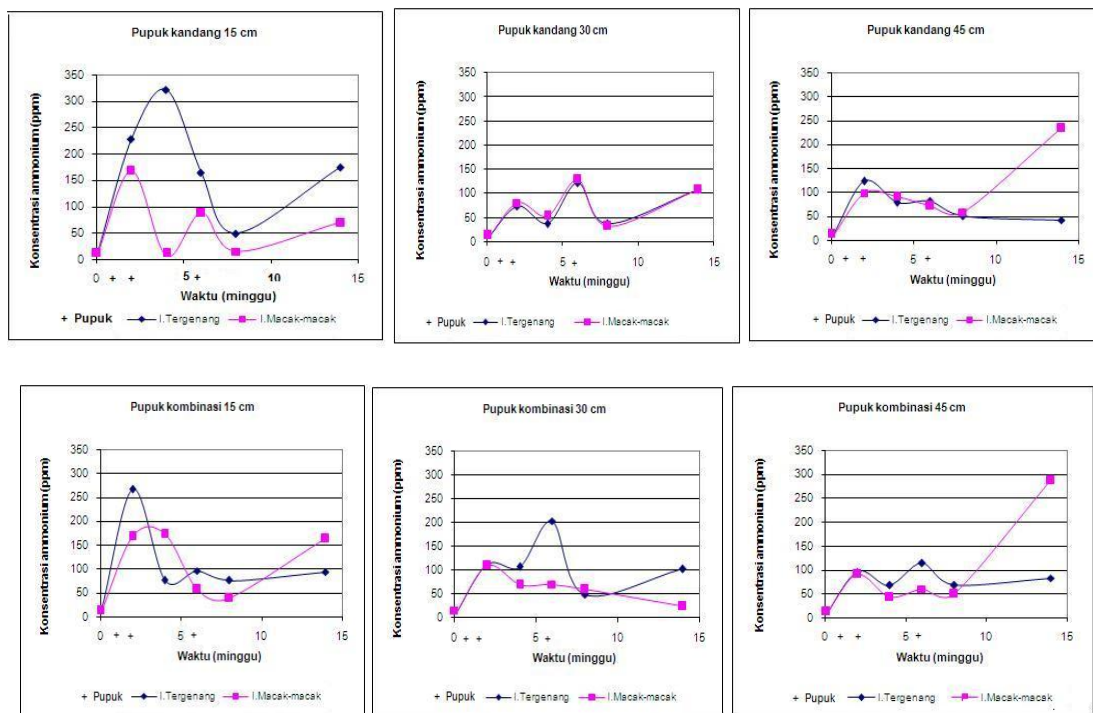 Pupuk kandang 15 cm
Konsentrasi ammonium (ppm)
350
300
250
200
150
100
50
0
0 + + 5 + 10 15
Waktu (minggu)
+ Pupuk I.Tergenang I.Macak-macak
Pupuk kandang 30 cm
Konsentrasi ammonium (ppm)
350
300
250
200
150
100
50
0
0 + + 5 + 10 15
Waktu (minggu)
+ Pupuk I.Tergenang I.Macak-macak
Pupuk kandang 45 cm
Konsentrasi ammonium (ppm)
350
300
250
200
150
100
50
0
0 + + 5 + 10 15
Waktu (minggu)
+ Pupuk I.Tergenang I.Macak-macak
Pupuk kombinasi 15 cm
Konsentrasi ammonium (ppm)
350
300
250
200
150
100
50
0
0 + + 5 + 10 15
Waktu (minggu)
+ Pupuk I.Tergenang I.Macak-macak
Pupuk kombinasi 30 cm
Konsentrasi ammonium (ppm)
350
300
250
200
150
100
50
0
0 + + 5 + 10 15
Waktu (minggu)
+ Pupuk I.Tergenang I.Macak-macak
Pupuk kombinasi 45 cm
Konsentrasi ammonium (ppm)
350
300
250
200
150
100
50
0
0 + + 5 + 10 15
Waktu (minggu)
+ Pupuk I.Tergenang I.Macak-macak